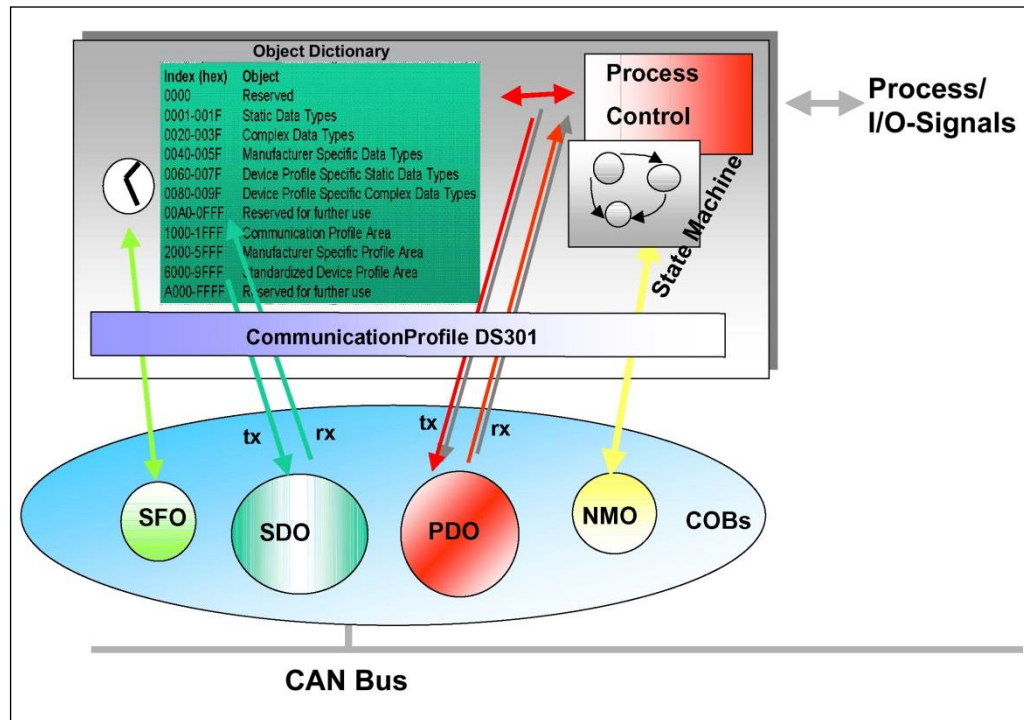 Object Dictionary
Index (hex) Object
0000 Reserved
0001-001F Static Data Types
0020-003F Complex Data Types
0040-005F Manufacturer Specific Data Types
0060-007F Device Profile Specific Static Data Types
0080-009F Device Profile Specific Complex Data Types
00A0-0FFF Reserved for further use
1000-1FFF Communication Profile Area
2000-5FFF Manufacturer Specific Profile Area
6000-9FFF Standardized Device Profile Area
A000-FFFF Reserved for further use
Process
Control
State Machine
Process/
I/O-Signals
CommunicationProfile DS301
tx
rx
tx
rx
SFO
SDO
PDO
NMO
COBs
CAN Bus